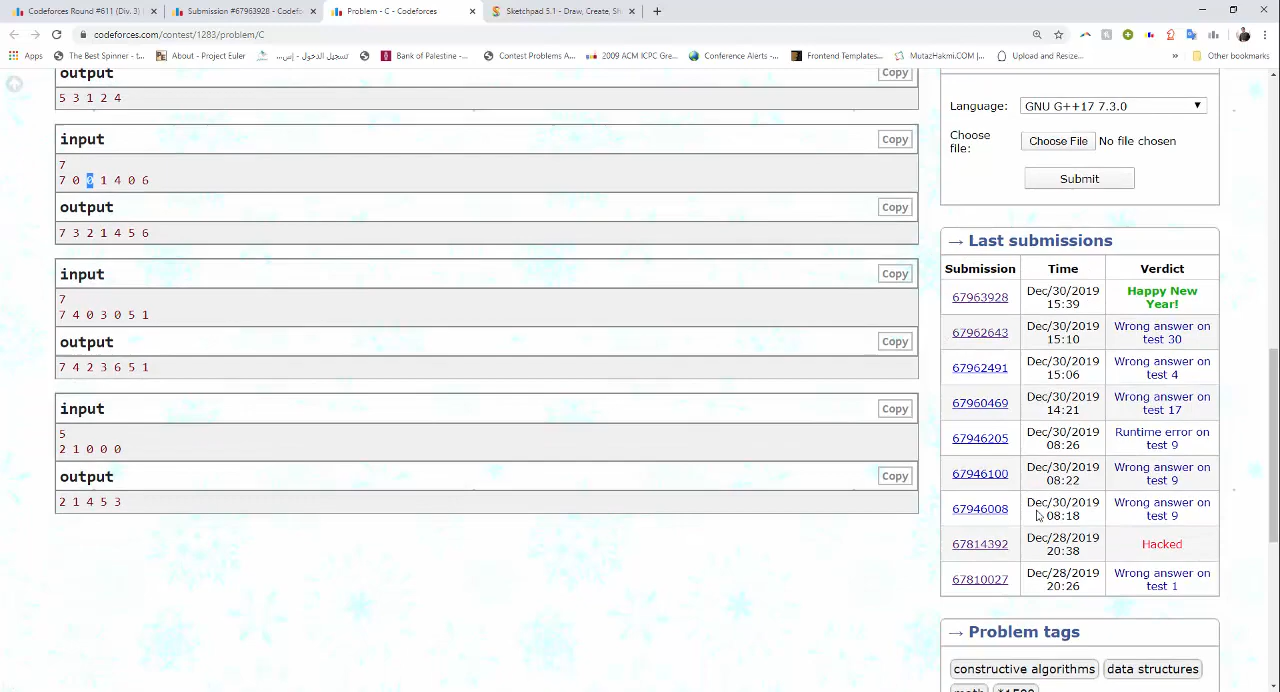 Codeforces Round #611 (Div. 3)
Submission #67963928 - Codef
Problem - C - Codeforces
Sketchpad 5.1 - Draw, Create, Sh
codeforces.com/contest/1283/problem/C
Apps
The Best Spinner - t...
About - Project Euler
تسجيل الدخول - إس...
Bank of Palestine -...
Contest Problems A...
2009 ACM ICPC Gre...
Conference Alerts -...
Frontend Templates...
MutazHakmi.COM |...
Upload and Resize...
»
Other bookmarks
output
Copy
5 3 1 2 4
input
Copy
7
7 0 0 1 4 0 6
output
Copy
7 3 2 1 4 5 6
input
Copy
7
7 4 0 3 0 5 1
output
Copy
7 4 2 3 6 5 1
input
Copy
5
2 1 0 0 0
output
Copy
2 1 4 5 3
Language:
GNU G++17 7.3.0
Choose
file:
Choose File
No file chosen
Submit
→ Last submissions
Submission Time Verdict
67963928 Dec/30/2019 15:39 Happy New Year!
67962643 Dec/30/2019 15:10 Wrong answer on test 30
67962491 Dec/30/2019 15:06 Wrong answer on test 4
67960469 Dec/30/2019 14:21 Wrong answer on test 17
67946205 Dec/30/2019 08:26 Runtime error on test 9
67946100 Dec/30/2019 08:22 Wrong answer on test 9
67946008 Dec/30/2019 08:18 Wrong answer on test 9
67814392 Dec/28/2019 20:38 Hacked
67810027 Dec/28/2019 20:26 Wrong answer on test 1
→ Problem tags
constructive algorithms
data structures
math
*1500